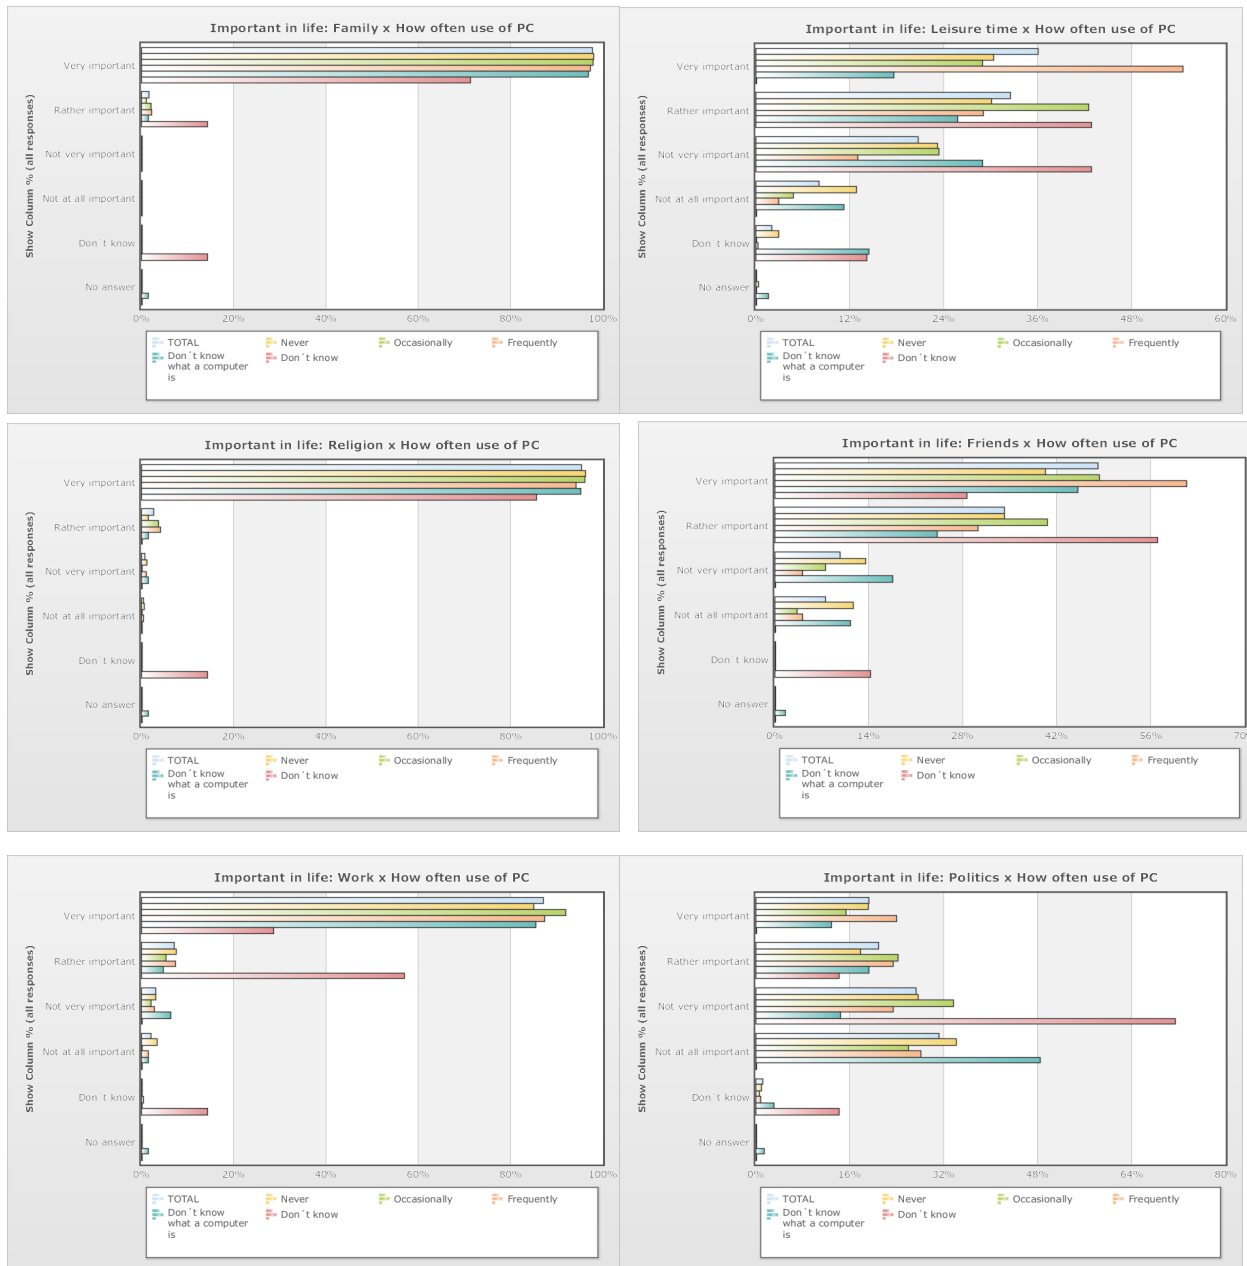 Important in life: Family x How often use of PC
Show Column % (all responses)
Very important
Rather important
Not very important
Not at all important
Don´t know
No answer
0% 20% 40% 60% 80% 100%
TOTAL Never Occasionally Frequently
Don´t know what a computer is Don´t know
Important in life: Leisure time x How often use of PC
Show Column % (all responses)
Very important
Rather important
Not very important
Not at all important
Don´t know
No answer
0% 12% 24% 36% 48% 60%
TOTAL Never Occasionally Frequently
Don´t know Don´t know
what a computer
is
Important in life: Religion x How often use of PC
Show Column % (all responses)
Very important
Rather important
Not very important
Not at all important
Don´t know
No answer
0% 20% 40% 60% 80% 100%
TOTAL Never Occasionally Frequently
Don´t know Don´t know
what a computer
is
Important in life: Friends x How often use of PC
Show Column % (all responses)
Very important
Rather important
Not very important
Not at all important
Don´t know
No answer
0% 14% 28% 42% 56% 70
TOTAL Never Occasionally Frequently
Don´t know Don´t know
what a computer
is
Important in life: Work x How often use of PC
Show Column % (all responses)
Very important
Rather important
Not very important
Not at all important
Don´t know
No answer
0% 20% 40% 60% 80% 100%
TOTAL Never Occasionally Frequently
Don´t know Don´t know
what a computer
is
Important in life: Politics x How often use of PC
Show Column % (all responses)
Very important
Rather important
Not very important
Not at all important
Don´t know
No answer
0% 16% 32% 48% 64% 80%
TOTAL Never Occasionally Frequently
Don´t know Don´t know
what a computer
is